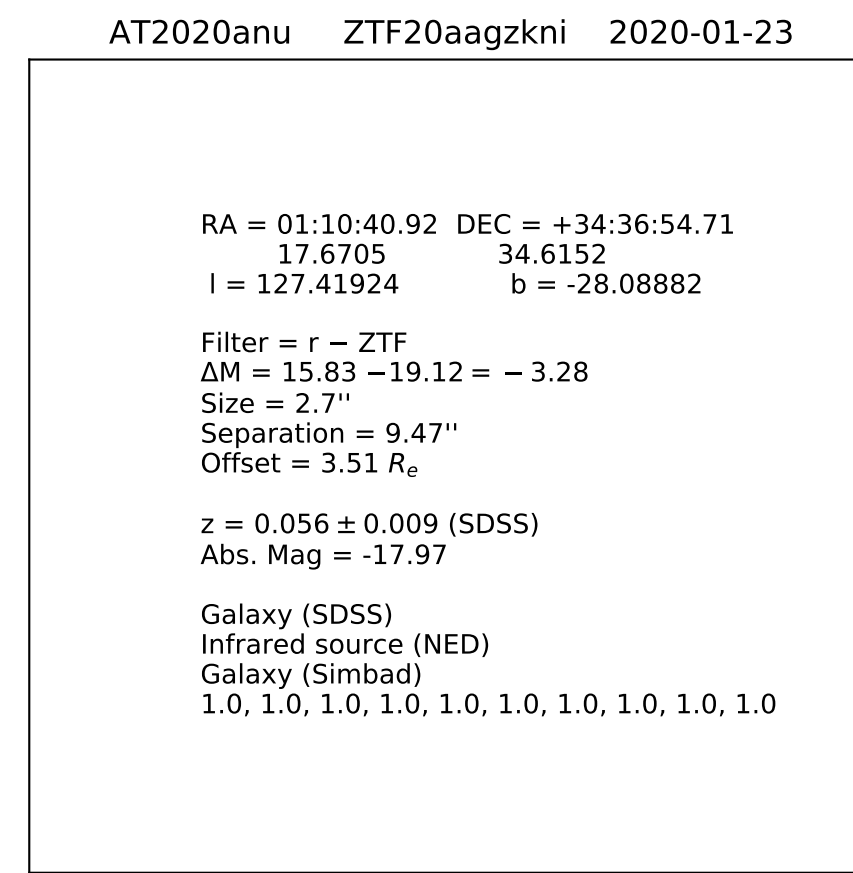 AT2020anu ZTF20aagzkni 2020-01-23
RA = 01:10:40.92 DEC = +34:36:54.71
17.6705 34.6152
l = 127.41924 b = -28.08882
Filter = r − ZTF
ΔM = 15.83 −19.12 = − 3.28
Size = 2.7''
Separation = 9.47''
Offset = 3.51 Rₑ
z = 0.056 ± 0.009 (SDSS)
Abs. Mag = -17.97
Galaxy (SDSS)
Infrared source (NED)
Galaxy (Simbad)
1.0, 1.0, 1.0, 1.0, 1.0, 1.0, 1.0, 1.0, 1.0, 1.0